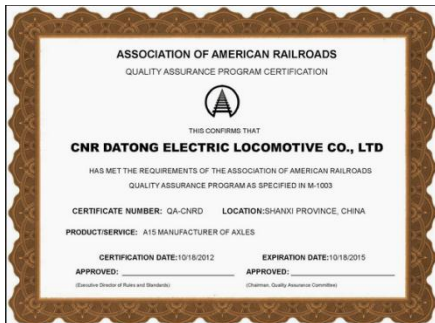 ASSOCIATION OF AMERICAN RAILROADS
QUALITY ASSURANCE PROGRAM CERTIFICATION
THIS CONFIRMS THAT
CNR DATONG ELECTRIC LOCOMOTIVE CO., LTD
HAS MET THE REQUIREMENTS OF THE ASSOCIATION OF AMERICAN RAILROADS
QUALITY ASSURANCE PROGRAM AS SPECIFIED IN M-1003
CERTIFICATE NUMBER: QA-CNRD LOCATION:SHANXI PROVINCE, CHINA
PRODUCT/SERVICE: A15 MANUFACTURER OF AXLES
CERTIFICATION DATE:10/18/2012 EXPIRATION DATE:10/18/2015
APPROVED: APPROVED:
(Executive Director of Rules and Standards) (Chairman, Quality Assurance Committee)